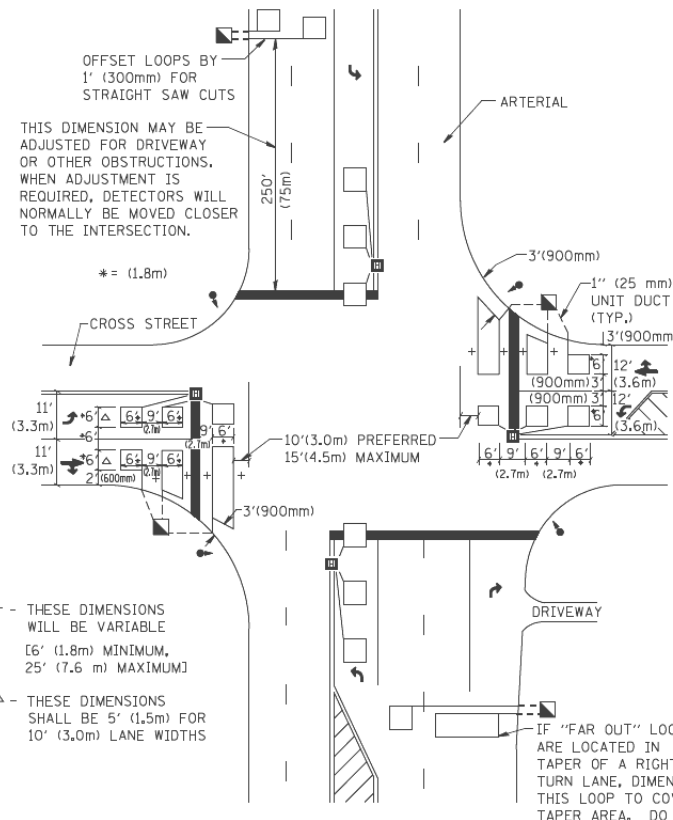 OFFSET LOOPS BY
1' (300mm) FOR
STRAIGHT SAW CUTS
ARTERIAL
THIS DIMENSION MAY BE
ADJUSTED FOR DRIVEWAY
OR OTHER OBSTRUCTIONS.
WHEN ADJUSTMENT IS
REQUIRED, DETECTORS WILL
NORMALLY BE MOVED CLOSER
TO THE INTERSECTION.
250'
(75m)
*= (1.8m)
H
3'(900mm)
1'' (25 mm)
UNIT DUCT
(TYP.)
CROSS STREET
3'(900mm
6'
*
12'
(3.6m)
(900mm) 3'
(900mm) 3'
12'
6'
*
(3.6m)
H
6' 9' 6' 9' 6'
* * *
(2.7m) (2.7m)
H
11'
(3.3m)
*6' △ 6' 9' 6'
* (2.7m) *
*6'
9' 6'
(2.7m) *
11'
(3.3m)
*6' △ 6' 9' 6'
* (2.7m) *
2' (600mm)
10'(3.0m) PREFERRED
15'(4.5m) MAXIMUM
3'(900mm)
H
DRIVEWAY
- THESE DIMENSIONS
WILL BE VARIABLE
[6' (1.8m) MINIMUM,
25' (7.6 m) MAXIMUM]
△ - THESE DIMENSIONS
SHALL BE 5' (1.5m) FOR
10' (3.0m) LANE WIDTHS
IF "FAR OUT" LOO
ARE LOCATED IN
TAPER OF A RIGHT
TURN LANE, DIMEN
THIS LOOP TO CO
TAPER AREA. DO